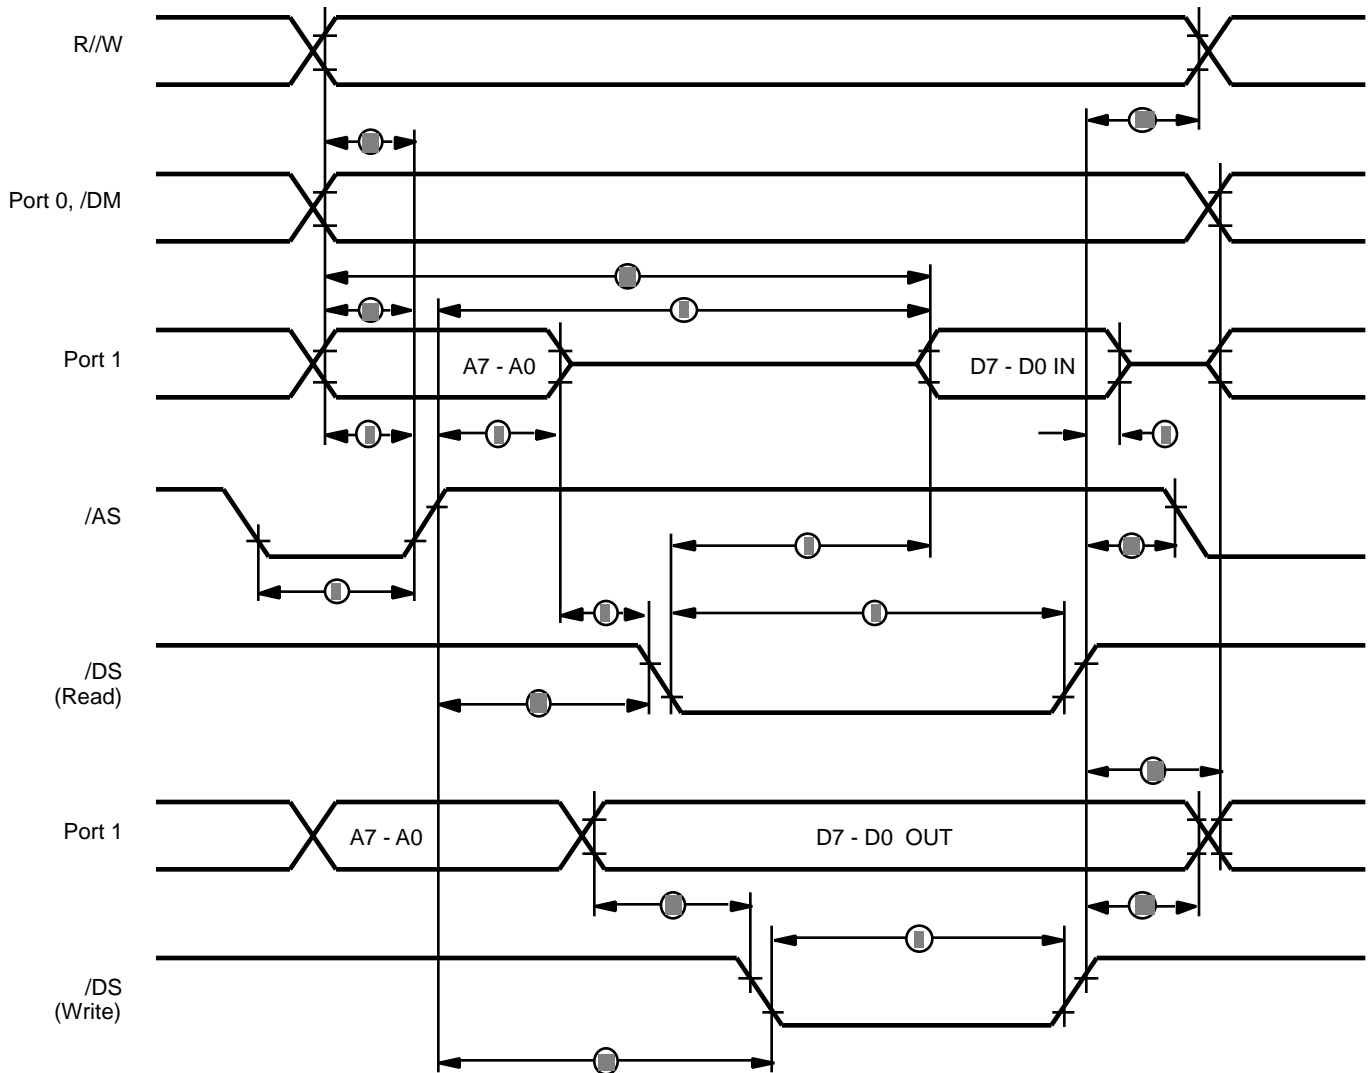 R//W
Port 0, /DM
Port 1
A7 - A0
D7 - D0 IN
/AS
/DS
(Read)
Port 1
A7 - A0
D7 - D0 OUT
/DS
(Write)